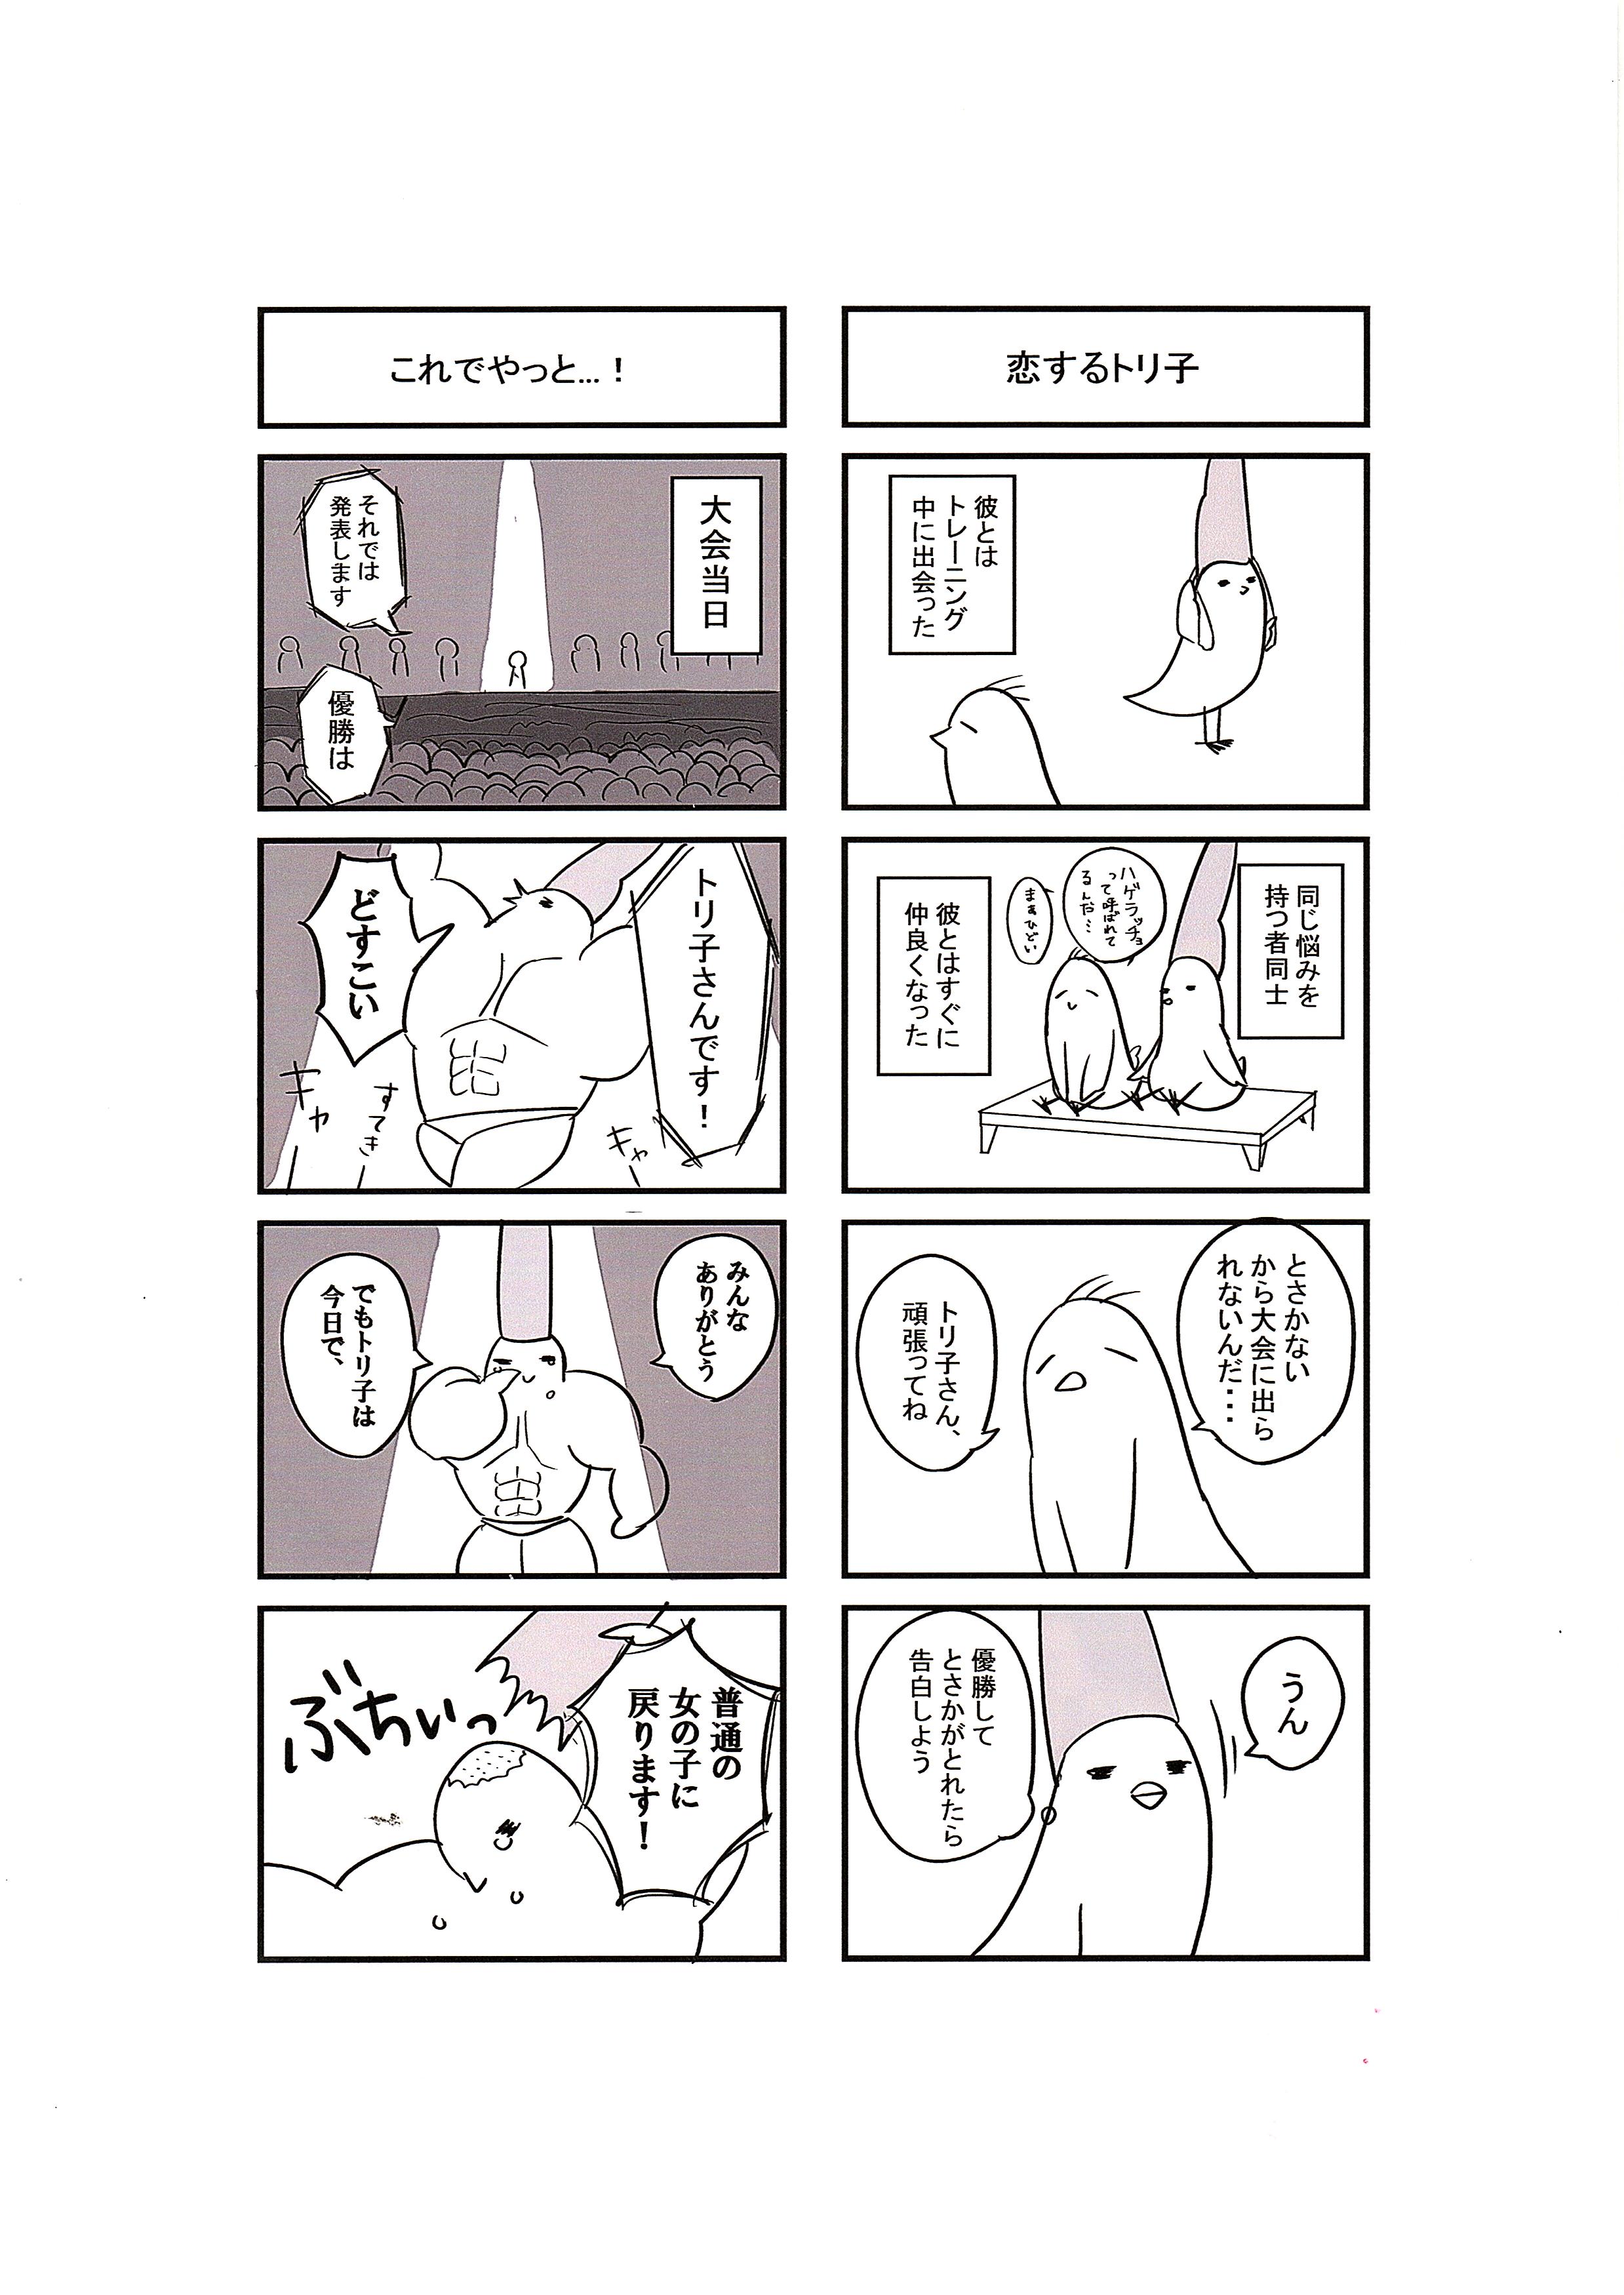 恋するトリ子
彼とは
トレーニング
中に出会った
同じ悩みを
持つ者同士
ハゲラッチョ
って呼ばれて
るんだ…
まぁひどい
彼とはすぐに
仲良くなった
とさかない
から大会に出ら
れないんだ・・・
トリ子さん、
頑張ってね
うん
優勝して
とさかがとれたら
告白しよう
これでやっと...！
大会当日
それでは
発表します
優勝は
トリ子さんです！
どすこい
キャー
すてきー
キャー
みんな
ありがとう
でもトリ子は
今日で、
普通の
女の子に
戻ります！
ぶちぃっ